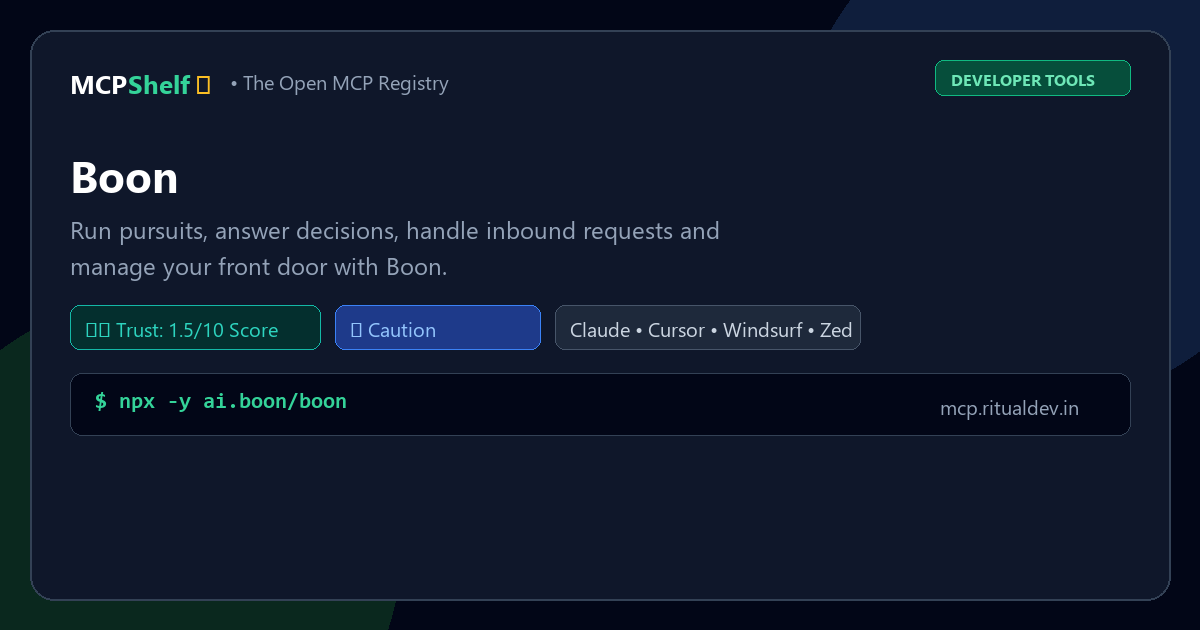 MCPShelf • The Open MCP Registry
DEVELOPER TOOLS
Boon
Run pursuits, answer decisions, handle inbound requests and
manage your front door with Boon.
Trust: 1.5/10 Score
Caution
Claude • Cursor • Windsurf • Zed
$ npx -y ai.boon/boon
mcp.ritualdev.in